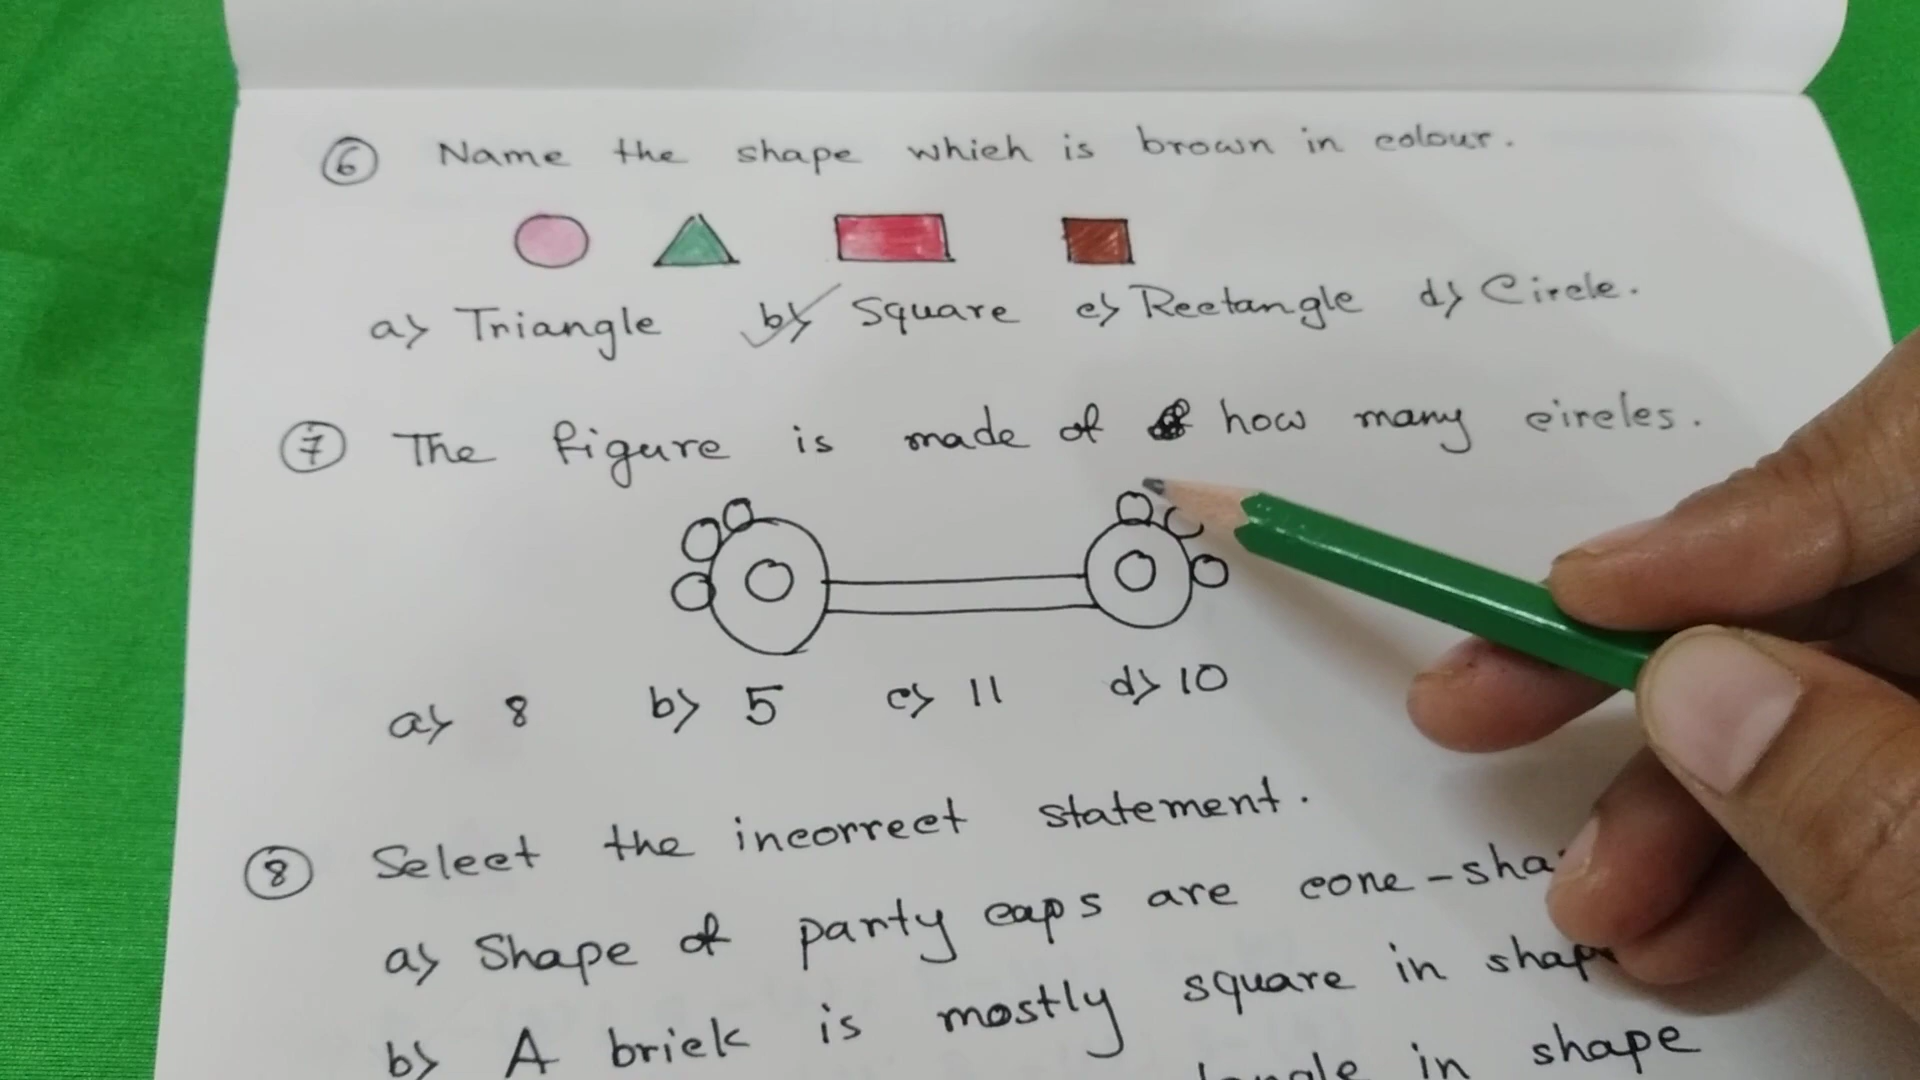 6 Name the shape which is brown in colour.
a) Triangle b) Square c) Rectangle d) Circle.
7 The figure is made of how many circles.
a) 8 b) 5 c) 11 d) 10
8 Select the incorrect statement.
a) Shape of party caps are cone-sha
b) A brick is mostly square in shap
in shape